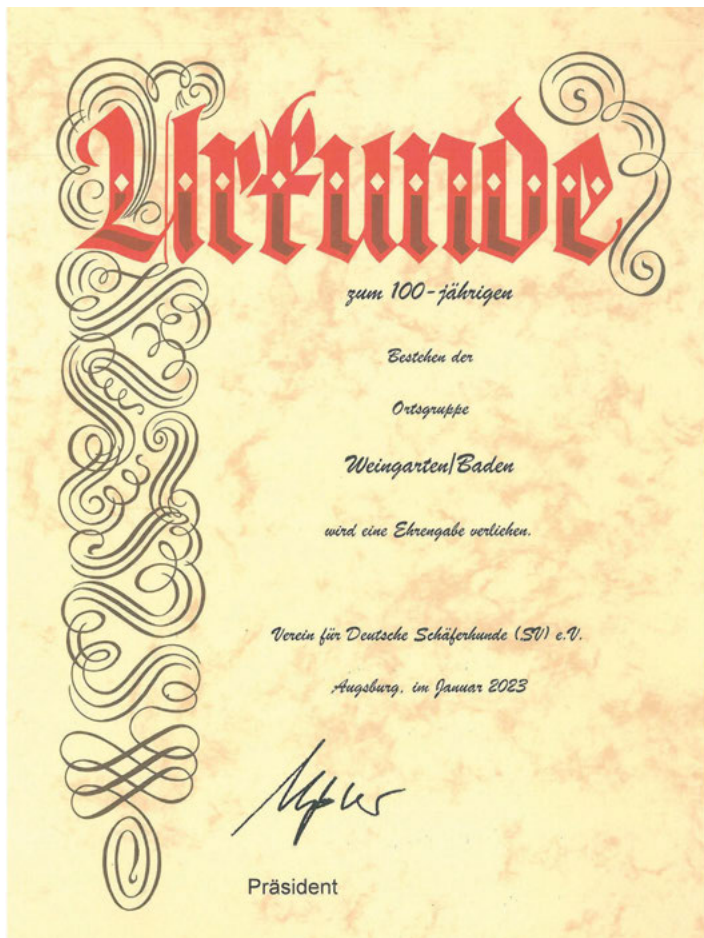 Urkunde
zum 100-jährigen
Bestehen der
Ortsgruppe
Weingarten/Baden
wird eine Ehrengabe verliehen.
Verein für Deutsche Schäferhunde (SV) e.V.
Augsburg, im Januar 2023
Präsident